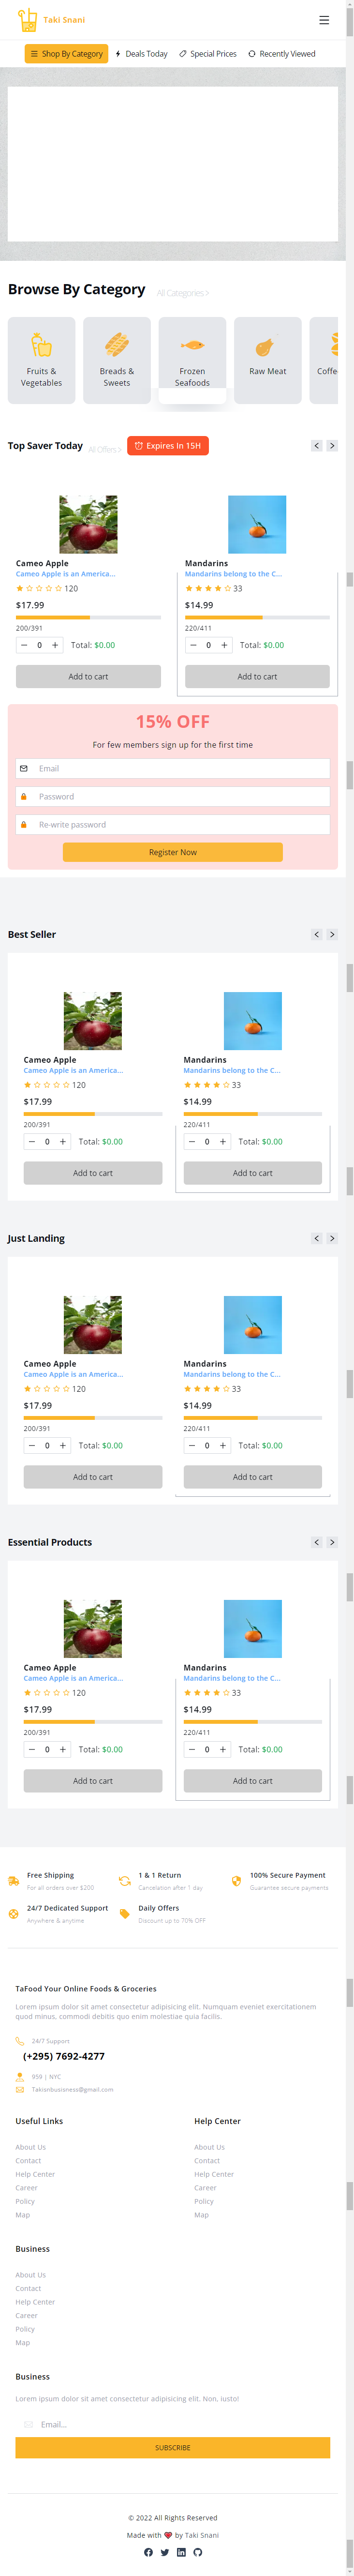 Taki Snani
Shop By Category
Deals Today
Special Prices
Recently Viewed
Browse By Category
All Categories >
Fruits &
Vegetables
Breads &
Sweets
Frozen
Seafoods
Raw Meat
Coffe
Top Saver Today
All Offers >
Expires In 15H
Cameo Apple
Cameo Apple is an America...
120
$17.99
200/391
0
Total: $0.00
Add to cart
Mandarins
Mandarins belong to the C...
33
$14.99
220/411
0
Total: $0.00
Add to cart
15% OFF
For few members sign up for the first time
Email
Password
Re-write password
Register Now
Best Seller
Cameo Apple
Cameo Apple is an America...
120
$17.99
200/391
0
Total: $0.00
Add to cart
Mandarins
Mandarins belong to the C...
33
$14.99
220/411
0
Total: $0.00
Add to cart
Just Landing
Cameo Apple
Cameo Apple is an America...
120
$17.99
200/391
0
Total: $0.00
Add to cart
Mandarins
Mandarins belong to the C...
33
$14.99
220/411
0
Total: $0.00
Add to cart
Essential Products
Cameo Apple
Cameo Apple is an America...
120
$17.99
200/391
0
Total: $0.00
Add to cart
Mandarins
Mandarins belong to the C...
33
$14.99
220/411
0
Total: $0.00
Add to cart
Free Shipping
For all orders over $200
1 & 1 Return
Cancelation after 1 day
100% Secure Payment
Guarantee secure payments
24/7 Dedicated Support
Anywhere & anytime
Daily Offers
Discount up to 70% OFF
TaFood Your Online Foods & Groceries
Lorem ipsum dolor sit amet consectetur adipisicing elit. Numquam eveniet exercitationem
quod minus, commodi debitis quo enim molestiae quia facilis.
24/7 Support
(+295) 7692-4277
959 | NYC
Takionbusisness@gmail.com
Useful Links
About Us
Contact
Help Center
Career
Policy
Map
Help Center
About Us
Contact
Help Center
Career
Policy
Map
Business
About Us
Contact
Help Center
Career
Policy
Map
Business
Lorem ipsum dolor sit amet consectetur adipisicing elit. Non, iusto!
Email...
SUBSCRIBE
© 2022 All Rights Reserved
Made with ❤ by Taki Snani